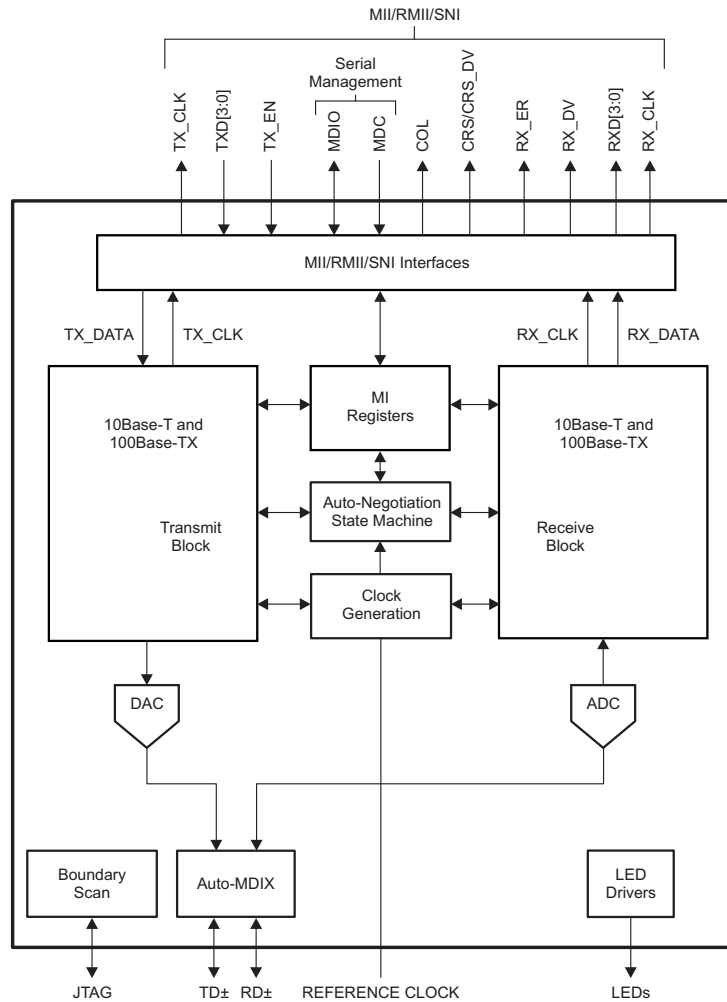 MII/RMII/SNI
Serial
Management
TX_CLK
TXD[3:0]
TX_EN
MDIO
MDC
COL
CRS/CRS_DV
RX_ER
RX_DV
RXD[3:0]
RX_CLK
MII/RMII/SNI Interfaces
TX_DATA
TX_CLK
RX_CLK
RX_DATA
10Base-T and
100Base-TX
Transmit
Block
MI
Registers
Auto-Negotiation
State Machine
Clock
Generation
10Base-T and
100Base-TX
Receive
Block
DAC
ADC
Boundary
Scan
Auto-MDIX
LED
Drivers
JTAG
TD±
RD±
REFERENCE CLOCK
LEDs